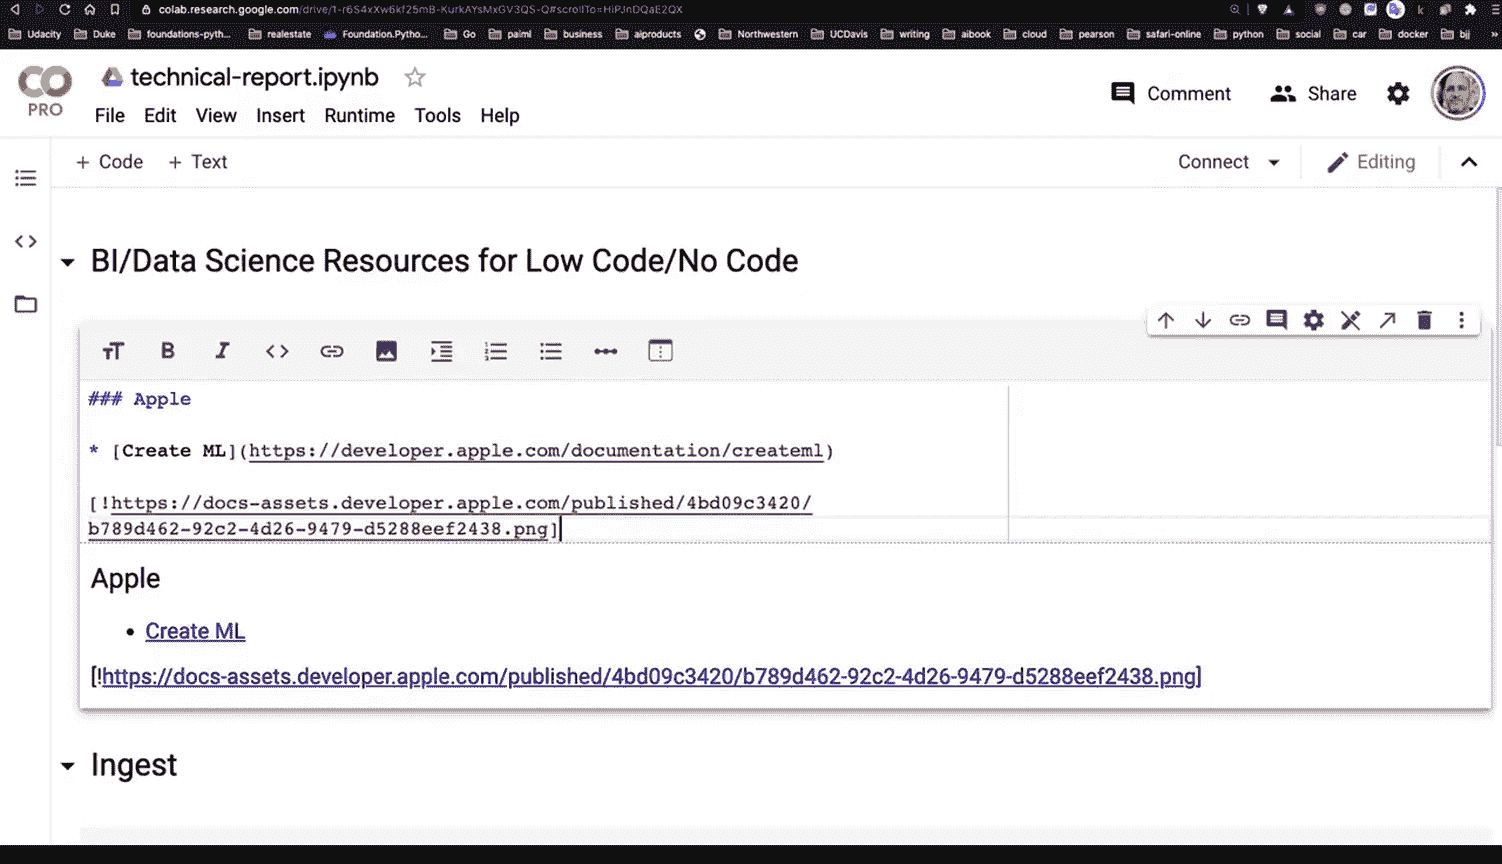 colab.research.google.com/drive/1-r6S4xXw6kf25mB-KurkAYsMxGV3QS-Q#scrollTo=HiPJnDQaE2QX
Udacity Duke foundations-pyth... realestate Foundation.Pytho... Go paiml business aiproducts Northwestern UCDavis writing aibook cloud pearson safari-online python social car docker bjj »
CO technical-report.ipynb
PRO File Edit View Insert Runtime Tools Help Comment Share
+ Code + Text Connect Editing
BI/Data Science Resources for Low Code/No Code
### Apple
* [Create ML](https://developer.apple.com/documentation/createml)
[!https://docs-assets.developer.apple.com/published/4bd09c3420/
b789d462-92c2-4d26-9479-d5288eef2438.png]
Apple
• Create ML
[!https://docs-assets.developer.apple.com/published/4bd09c3420/b789d462-92c2-4d26-9479-d5288eef2438.png]
Ingest